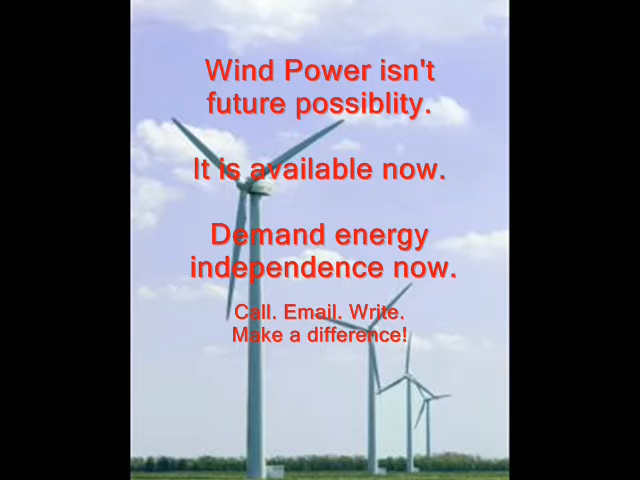 Wind Power isn't
future possiblity.
It is available now.
Demand energy
independence now.
Call. Email. Write.
Make a difference!